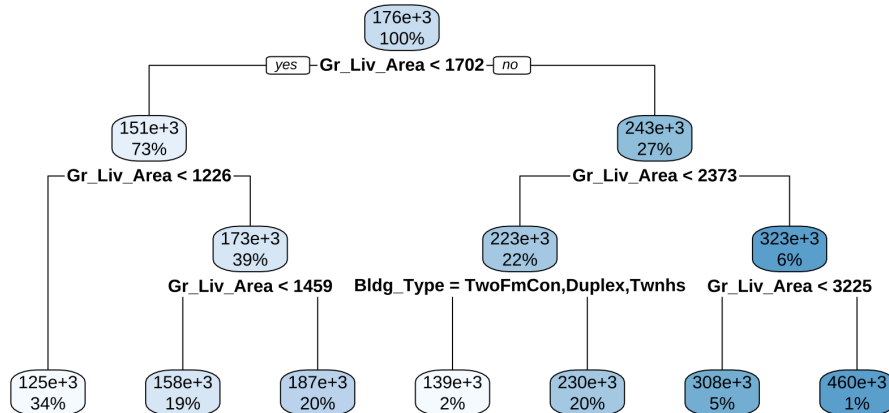 176e+3
100%
yes Gr_Liv_Area < 1702 no
151e+3
73%
243e+3
27%
Gr_Liv_Area < 1226
Gr_Liv_Area < 2373
173e+3
39%
223e+3
22%
323e+3
6%
Gr_Liv_Area < 1459
Bldg_Type = TwoFmCon,Duplex,Twnhs
Gr_Liv_Area < 3225
125e+3
34%
158e+3
19%
187e+3
20%
139e+3
2%
230e+3
20%
308e+3
5%
460e+3
1%